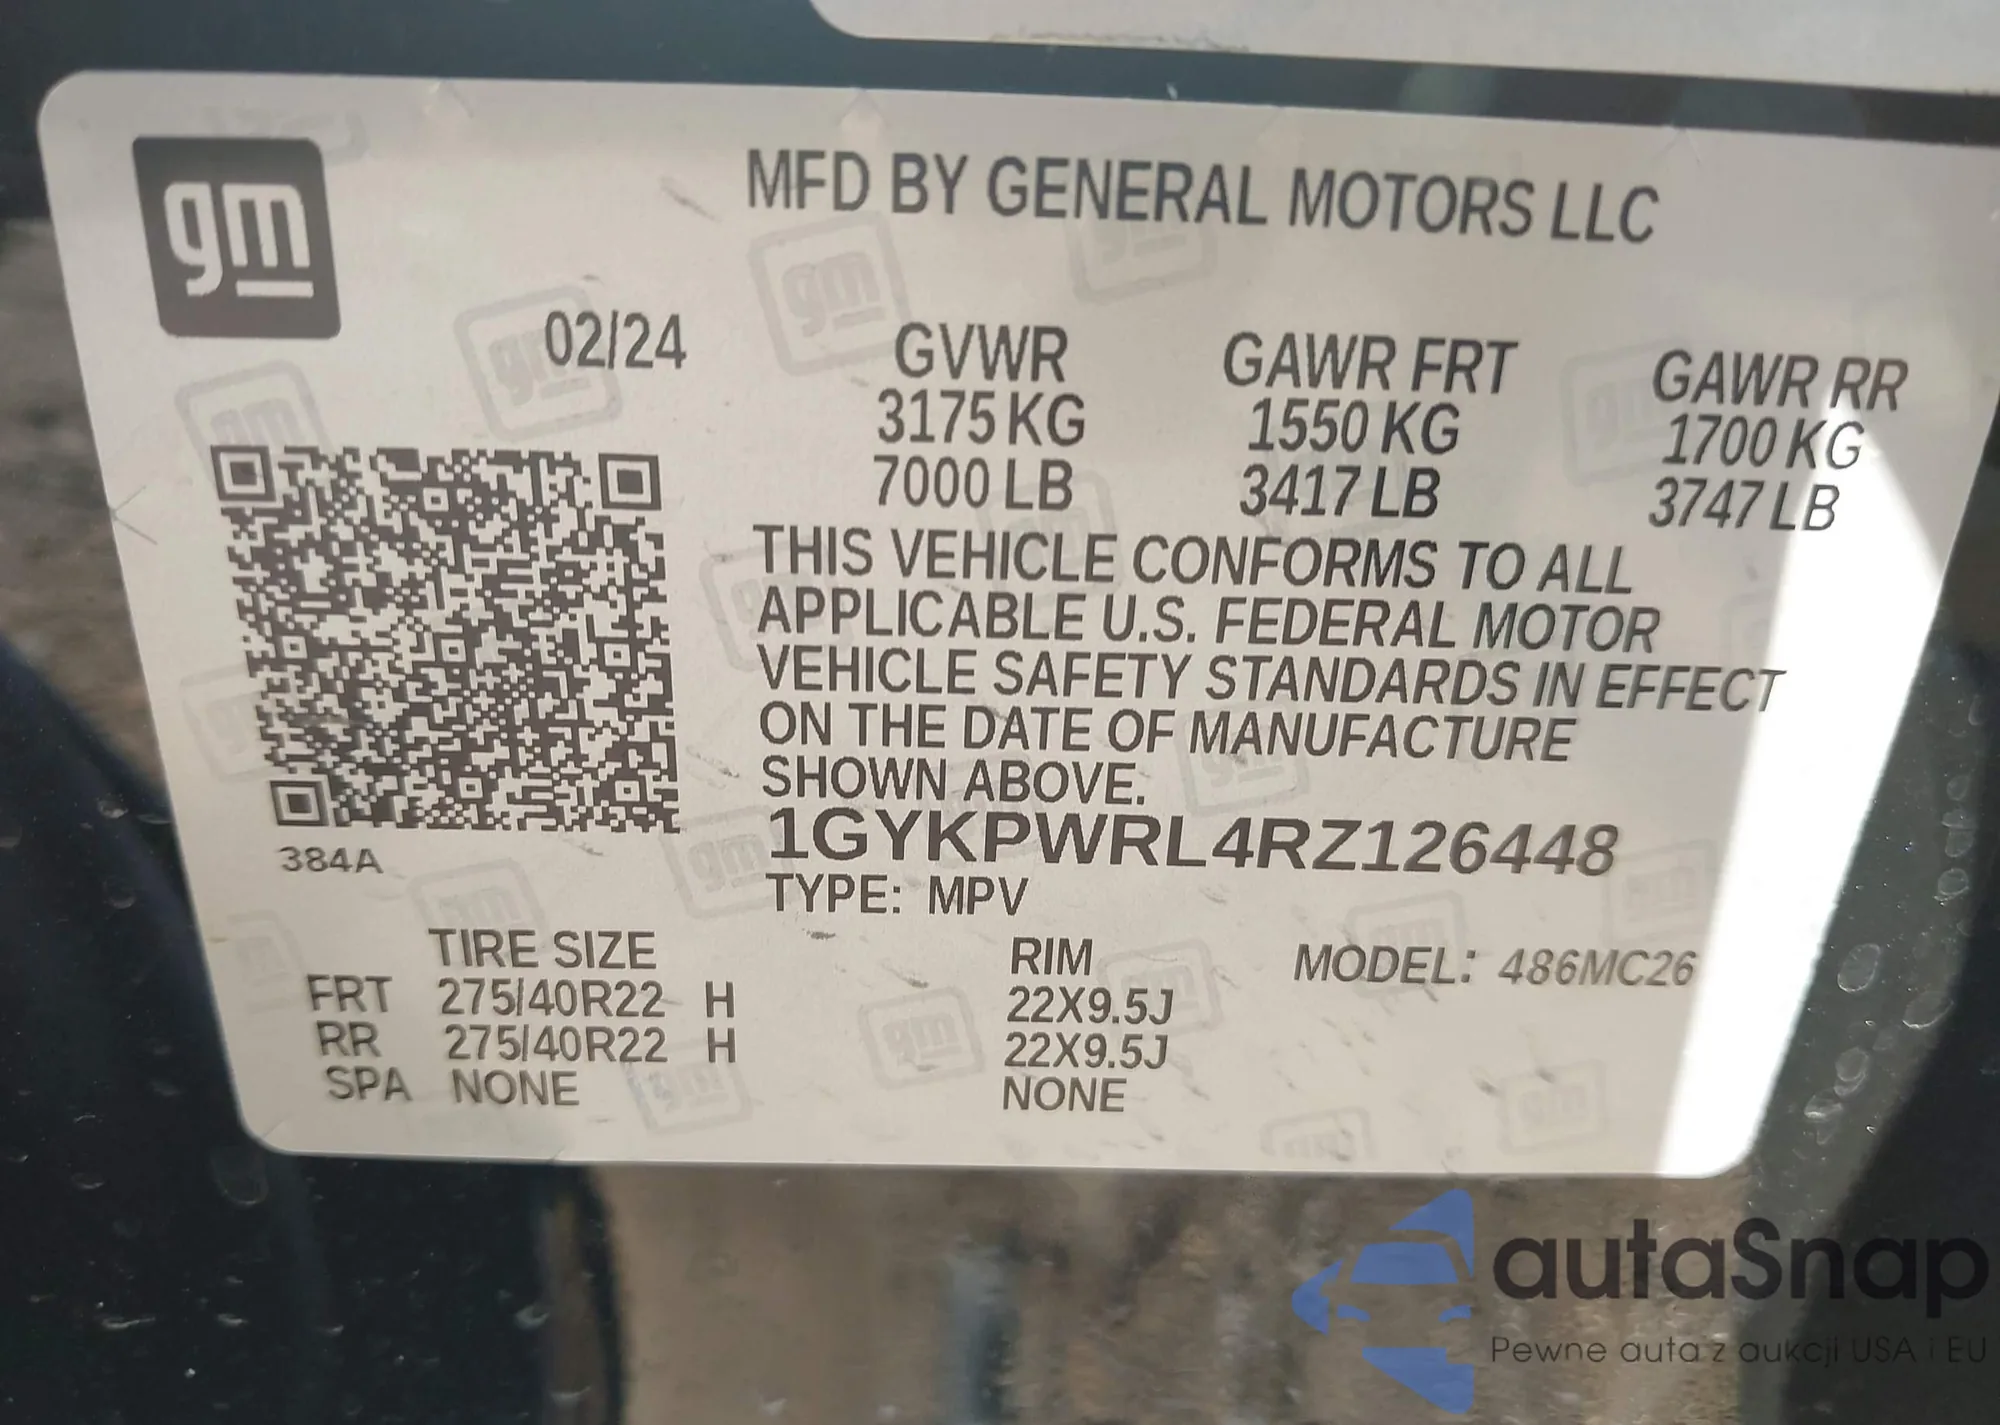 gm
MFD BY GENERAL MOTORS LLC
02/24
GVWR GAWR FRT GAWR RR
3175 KG 1550 KG 1700 KG
7000 LB 3417 LB 3747 LB
THIS VEHICLE CONFORMS TO ALL
APPLICABLE U.S. FEDERAL MOTOR
VEHICLE SAFETY STANDARDS IN EFFECT
ON THE DATE OF MANUFACTURE
SHOWN ABOVE.
1GYKPWRL4RZ126448
384A
TYPE: MPV
TIRE SIZE RIM MODEL: 486MC26
FRT 275/40R22 H 22X9.5J
RR 275/40R22 H 22X9.5J
SPA NONE NONE
autaSnap
Pewne auta z aukcji USA i EU